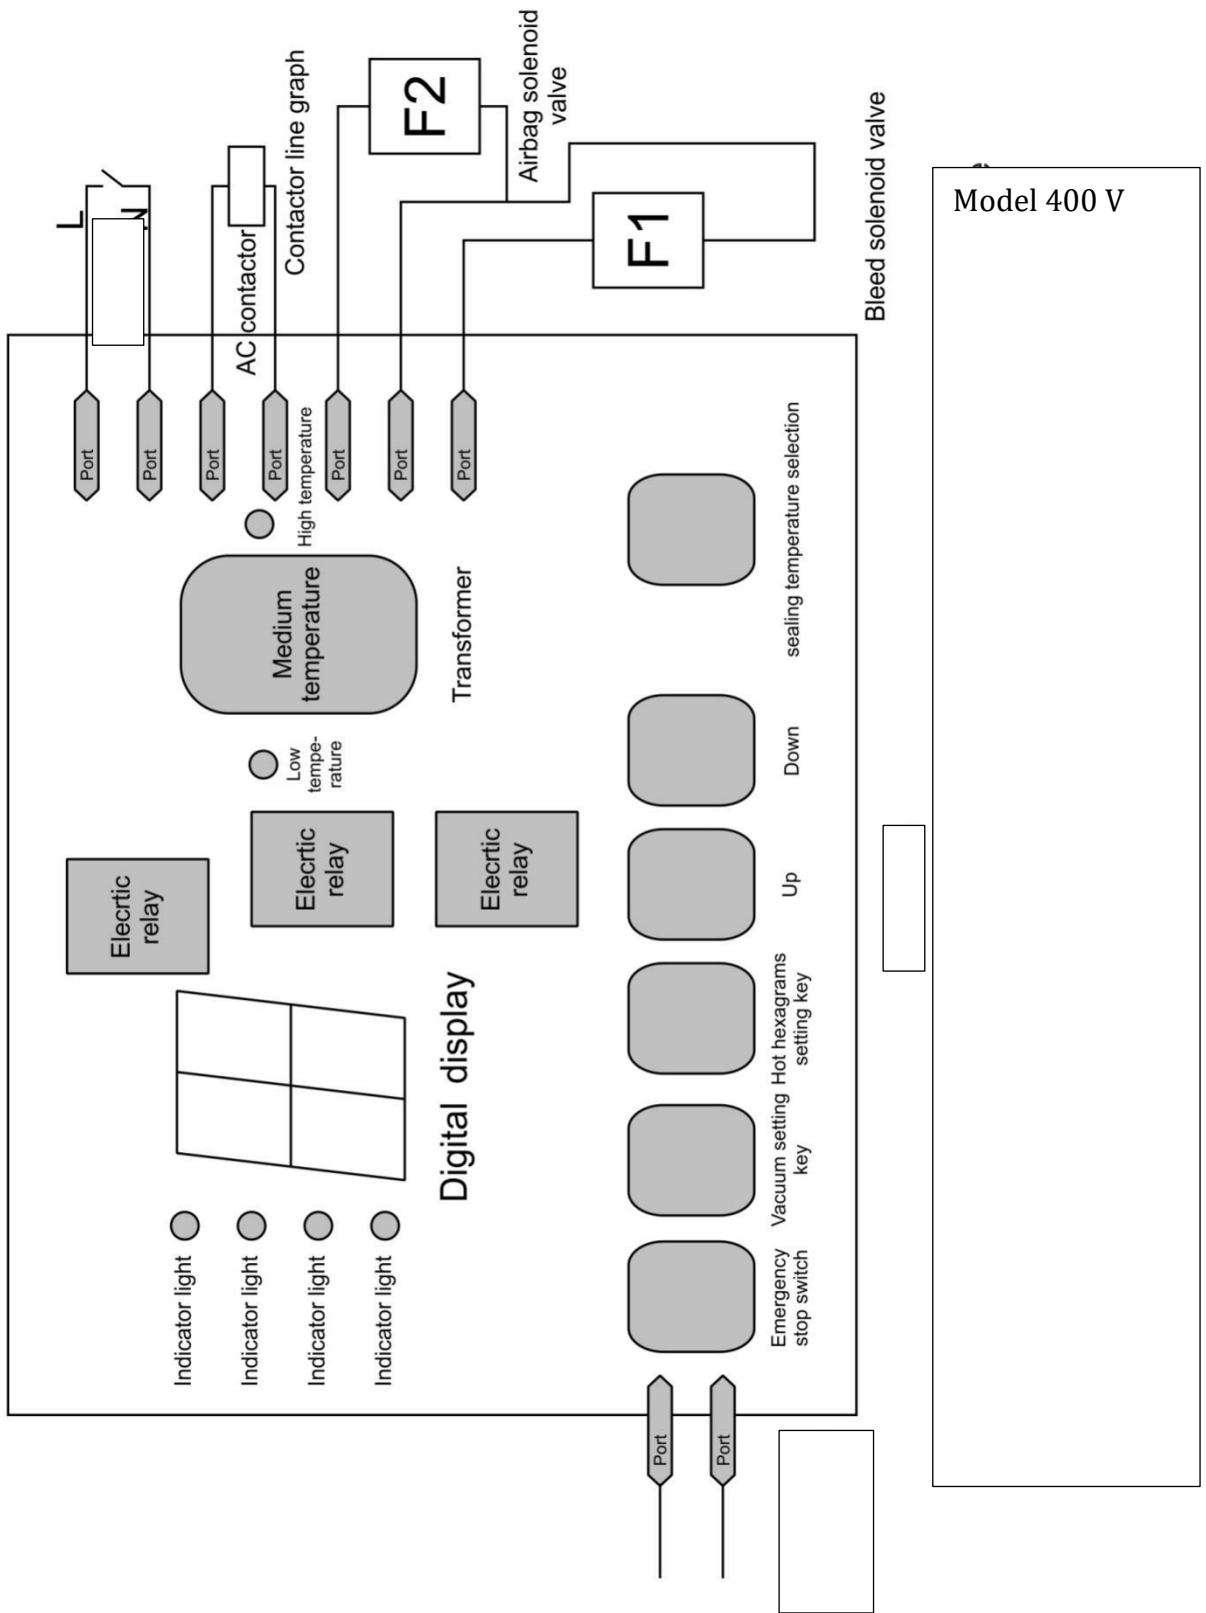 Model 400 V
L
N
AC contactor
Contactor line graph
F2
Airbag solenoid
valve
F1
Bleed solenoid valve
Port
Port
Port
Port
Port
Port
Port
High temperature
Medium
temperature
Transformer
Low
tempe-
rature
sealing temperature selection
Elecrtic
relay
Elecrtic
relay
Elecrtic
relay
Digital display
Indicator light
Indicator light
Indicator light
Indicator light
Emergency
stop switch
Vacuum setting
key
Hot hexagrams
setting key
Up
Down
Port
Port